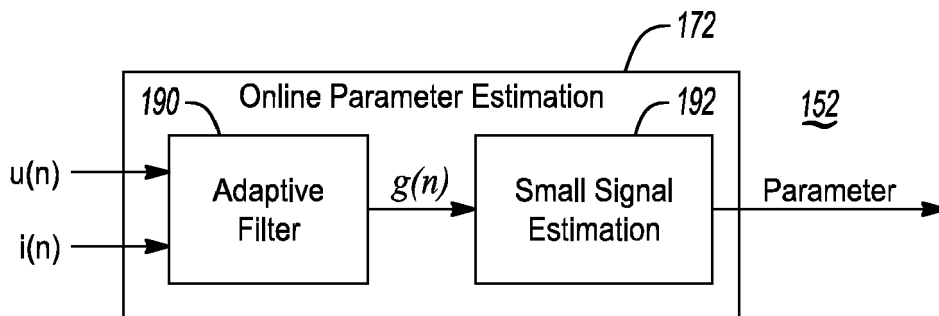 172
Online Parameter Estimation
190
192
152
u(n)
i(n)
Adaptive
Filter
g(n)
Small Signal
Estimation
Parameter